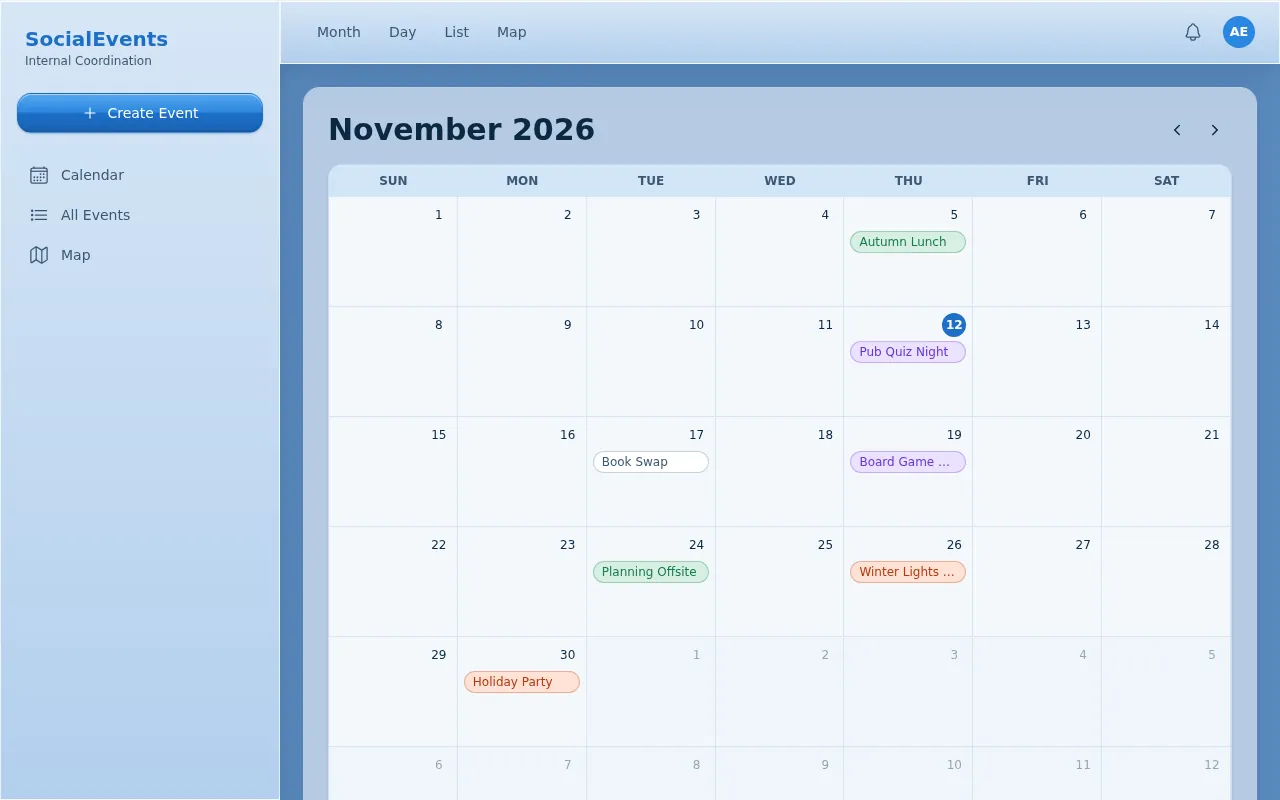 SocialEvents
Internal Coordination
Create Event
Calendar
All Events
Map
Month Day List Map
AE
November 2026
SUN MON TUE WED THU FRI SAT
1 2 3 4 5 6 7
Autumn Lunch
8 9 10 11 12 13 14
Pub Quiz Night
15 16 17 18 19 20 21
Book Swap Board Game ...
22 23 24 25 26 27 28
Planning Offsite Winter Lights ...
29 30 1 2 3 4 5
Holiday Party
6 7 8 9 10 11 12